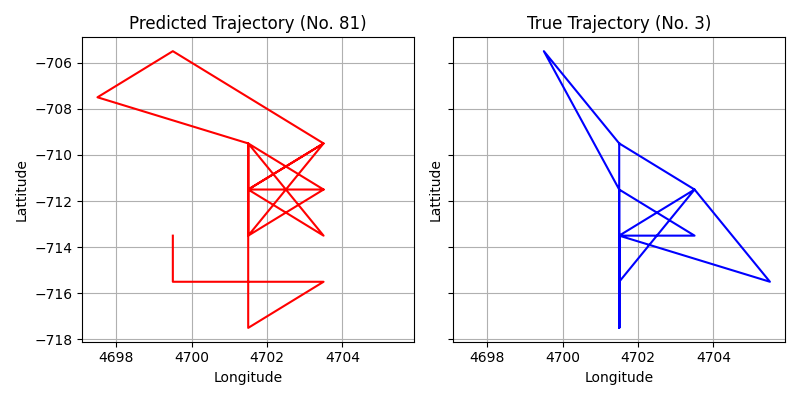 Predicted Trajectory (No. 81)
True Trajectory (No. 3)
Lattitude
−706
−708
−710
−712
−714
−716
−718
4698
4700
4702
4704
Longitude
Lattitude
4698
4700
4702
4704
Longitude